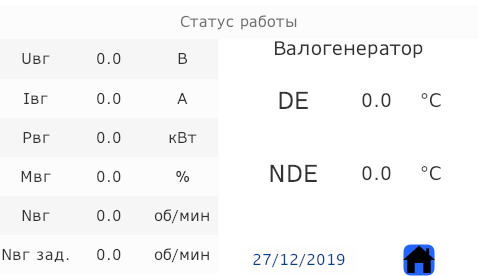 Статус работы
Uвг 0.0 В
Iвг 0.0 А
Pвг 0.0 кВт
Mвг 0.0 %
Nвг 0.0 об/мин
Nвг зад. 0.0 об/мин
Валогенератор
DE 0.0 °C
NDE 0.0 °C
27/12/2019